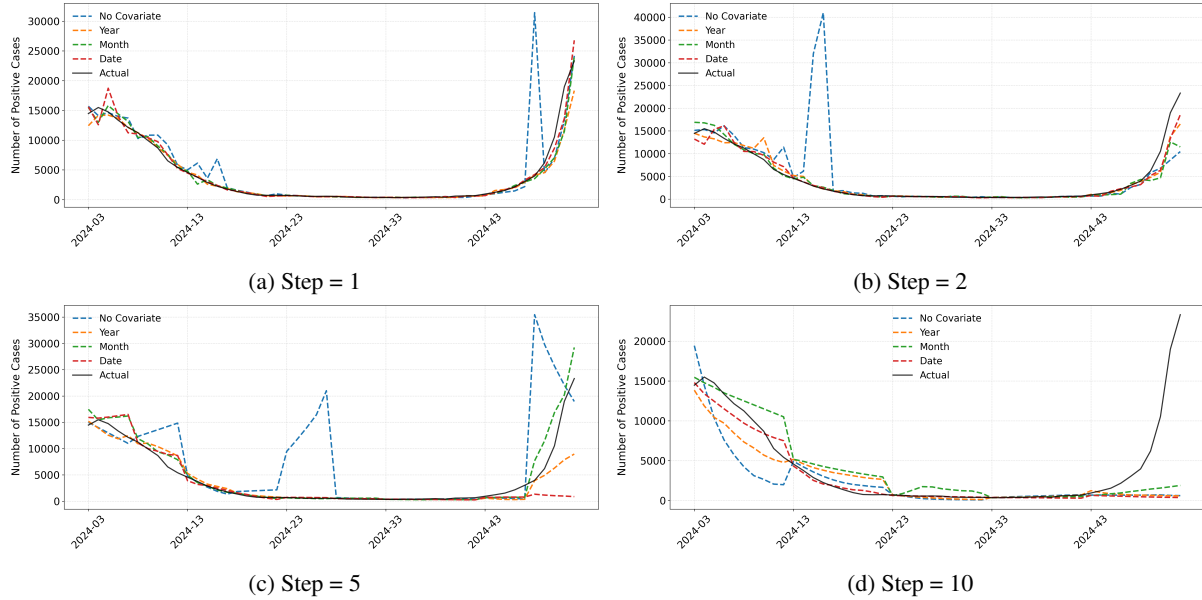 No Covariate
Year
Month
Date
Actual
Number of Positive Cases
30000
25000
20000
15000
10000
5000
0
2024-03
2024-13
2024-23
2024-33
2024-43
(a) Step = 1
No Covariate
Year
Month
Date
Actual
Number of Positive Cases
40000
35000
30000
25000
20000
15000
10000
5000
0
2024-03
2024-13
2024-23
2024-33
2024-43
(b) Step = 2
No Covariate
Year
Month
Date
Actual
Number of Positive Cases
35000
30000
25000
20000
15000
10000
5000
0
2024-03
2024-13
2024-23
2024-33
2024-43
(c) Step = 5
No Covariate
Year
Month
Date
Actual
Number of Positive Cases
20000
15000
10000
5000
0
2024-03
2024-13
2024-23
2024-33
2024-43
(d) Step = 10